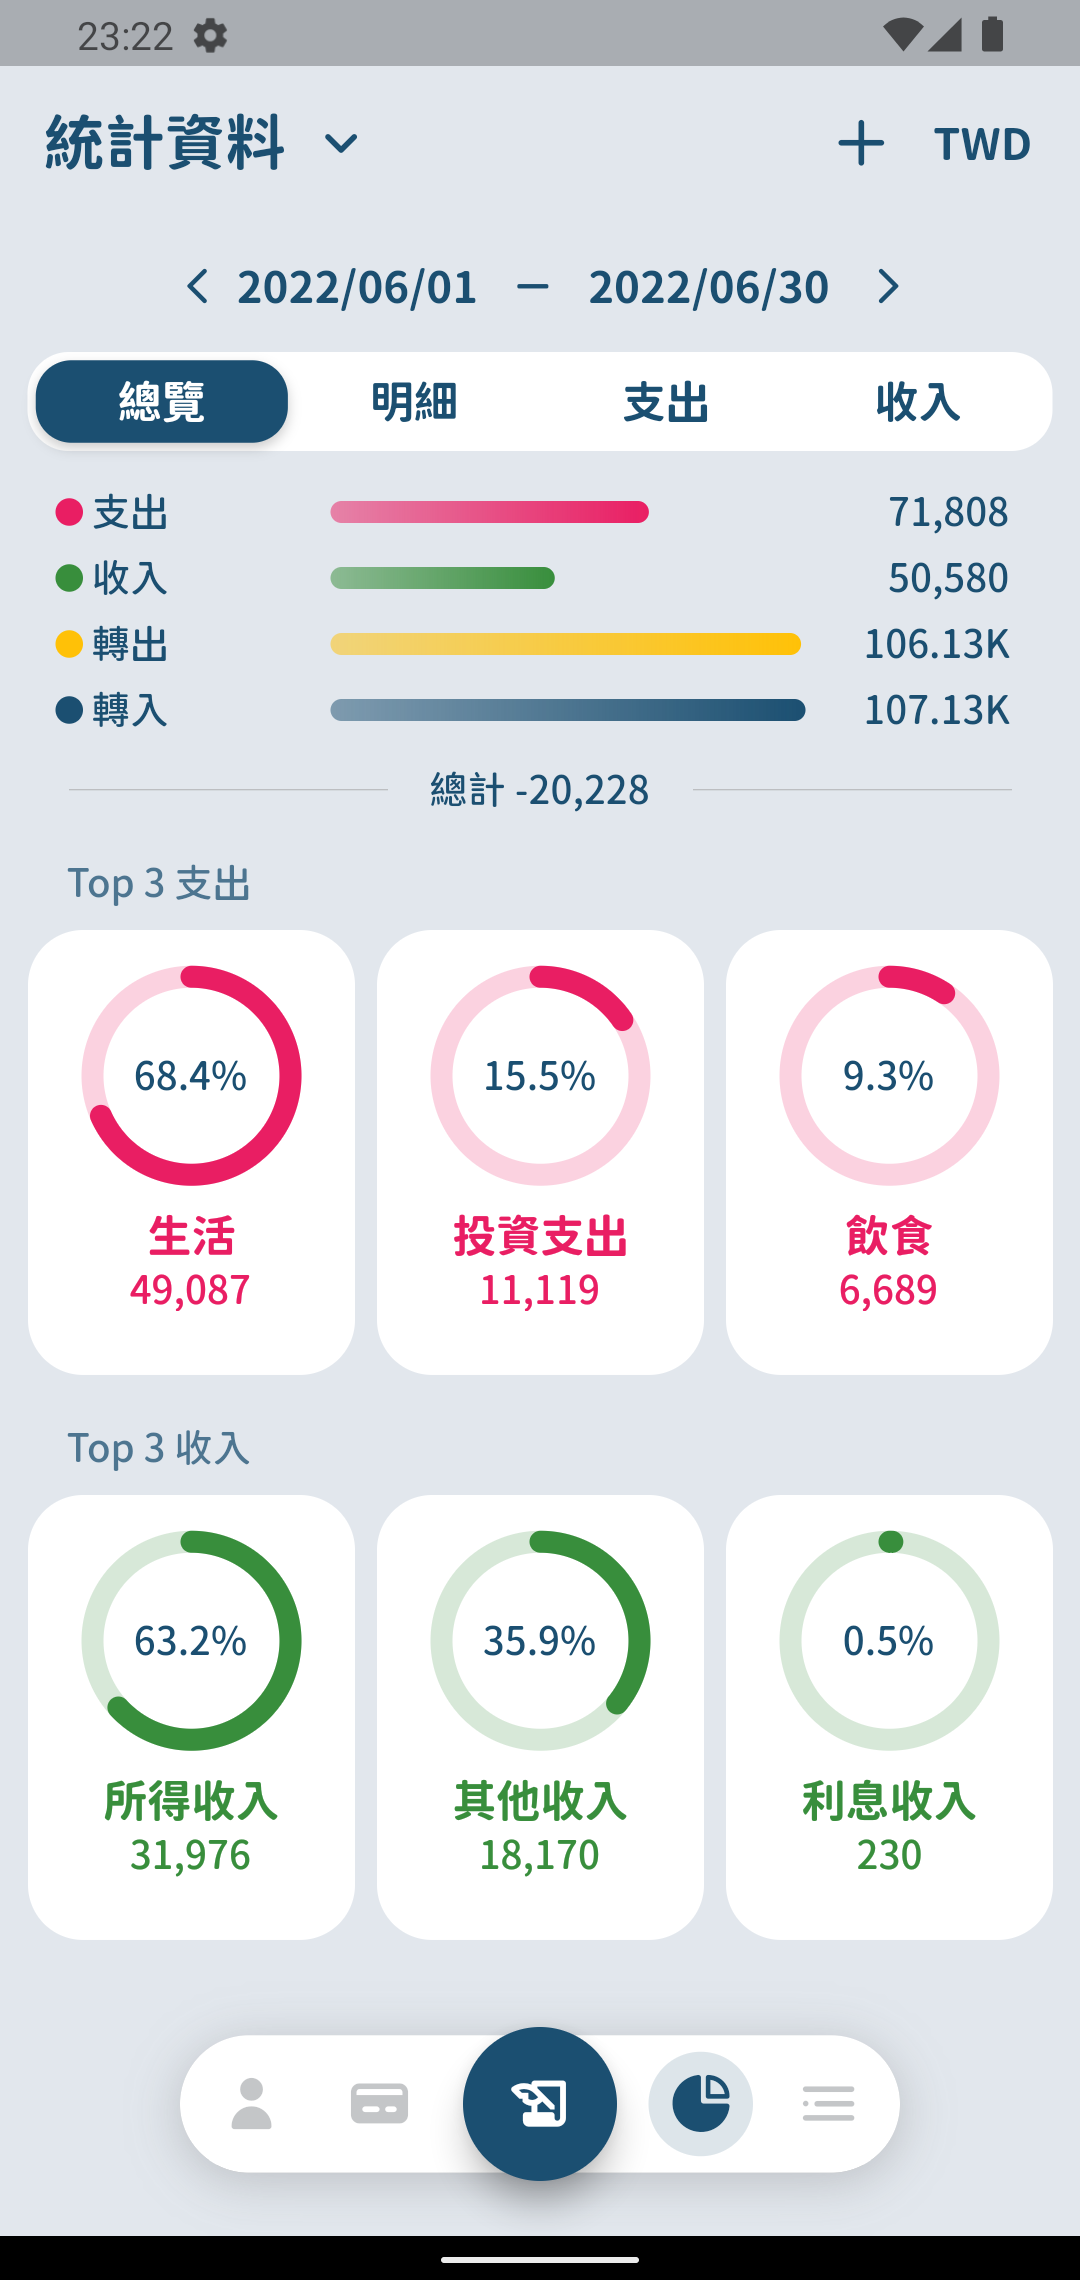 23:22
統計資料
TWD
2022/06/01 — 2022/06/30
總覽 明細 支出 收入
支出 71,808
收入 50,580
轉出 106.13K
轉入 107.13K
總計 -20,228
Top 3 支出
68.4% 15.5% 9.3%
生活 投資支出 飲食
49,087 11,119 6,689
Top 3 收入
63.2% 35.9% 0.5%
所得收入 其他收入 利息收入
31,976 18,170 230